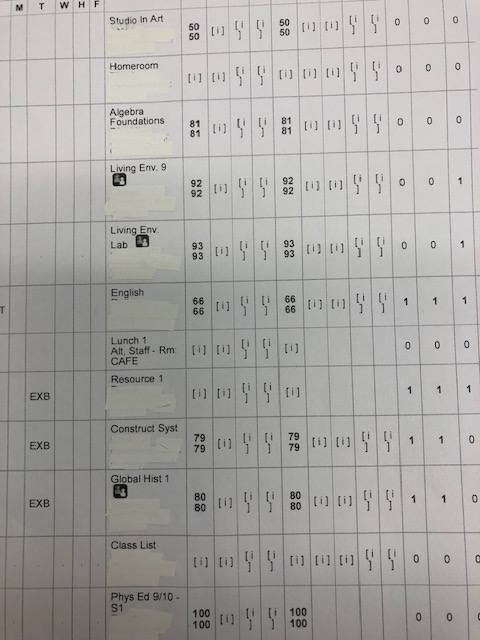 M T W H F
Studio In Art 50 [ i ] [ i ] [ i ] 50 [ i ] [ i ] [ i ] [ i ] 0 0 0
50 50
Homeroom [ i ] [ i ] [ i ] [ i ] [ i ] [ i ] [ i ] [ i ] [ i ] 0 0 0
Algebra 81 [ i ] [ i ] [ i ] 81 [ i ] [ i ] [ i ] [ i ] 0 0 0
Foundations 81 81
Living Env. 9 92 [ i ] [ i ] [ i ] 92 [ i ] [ i ] [ i ] [ i ] 0 0 1
92 92
Living Env. 93 [ i ] [ i ] [ i ] 93 [ i ] [ i ] [ i ] [ i ] 0 0 1
Lab 93 93
T English 66 [ i ] [ i ] [ i ] 66 [ i ] [ i ] [ i ] [ i ] 1 1 1
66 66
Lunch 1 [ i ] [ i ] [ i ] [ i ] [ i ] 0 0 0
Alt, Staff - Rm:
CAFE
EXB Resource 1 [ i ] [ i ] [ i ] [ i ] [ i ] 1 1 1
EXB Construct Syst 79 [ i ] [ i ] [ i ] 79 [ i ] [ i ] [ i ] [ i ] 1 1 0
79 79
EXB Global Hist 1 80 [ i ] [ i ] [ i ] 80 [ i ] [ i ] [ i ] [ i ] 1 1 0
80 80
Class List [ i ] [ i ] [ i ] [ i ] [ i ] [ i ] [ i ] [ i ] [ i ] 0 0 0
Phys Ed 9/10 - 100 [ i ] [ i ] [ i ] 100 0 0 0
S1 100 100